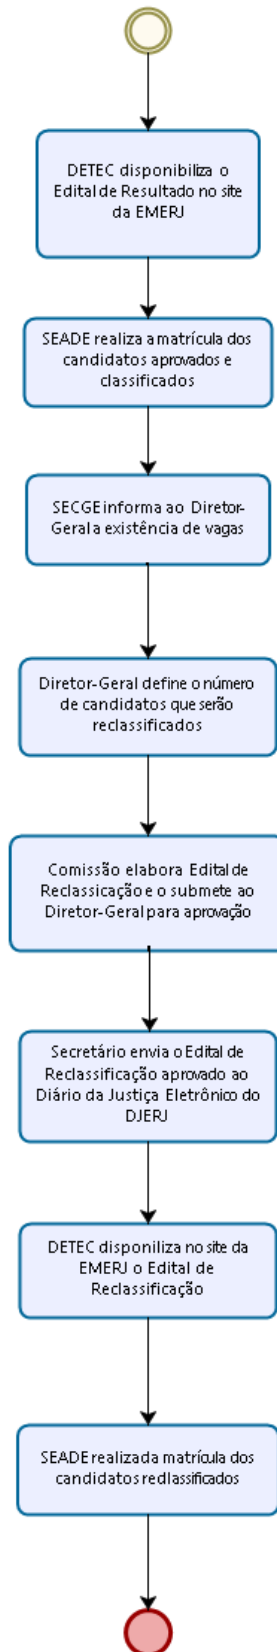 DETEC disponibiliza o
Edital de Resultado no site
da EMERJ
SEADE realiza a matrícula dos
candidatos aprovados e
classificados
SECGE informa ao Diretor-
Geral a existência de vagas
Diretor-Geral define o número
de candidatos que serão
reclassificados
Comissão elabora Edital de
Reclassicação e o submete ao
Diretor-Geral para aprovação
Secretário envia o Edital de
Reclassificação aprovado ao
Diário da Justiça Eletrônico do
DJERJ
DETEC disponiliza no site da
EMERJ o Edital de
Reclassificação
SEADE realizada matrícula dos
candidatos redlassificados